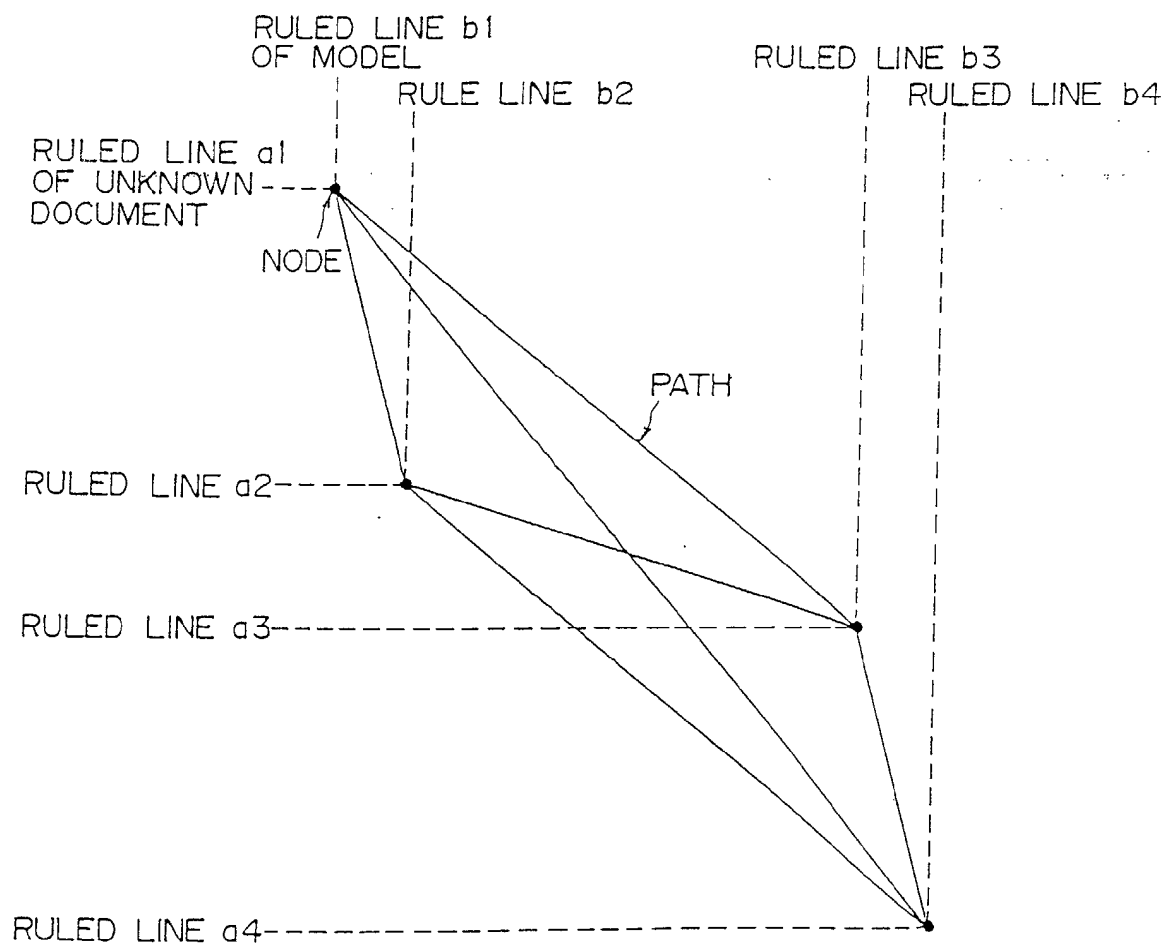 RULED LINE b1
OF MODEL
RULE LINE b2
RULED LINE b3
RULED LINE b4
RULED LINE a1
OF UNKNOWN
DOCUMENT
NODE
PATH
RULED LINE a2
RULED LINE a3
RULED LINE a4